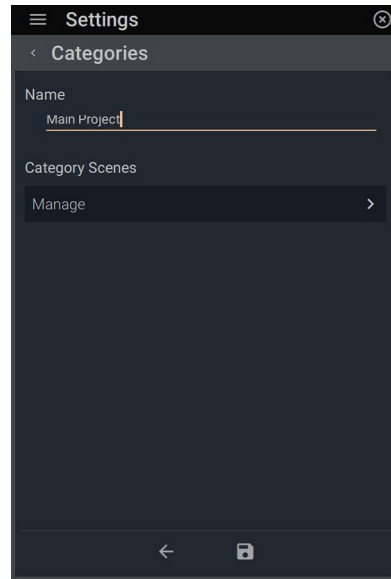 Settings
Categories
Name
Main Project
Category Scenes
Manage